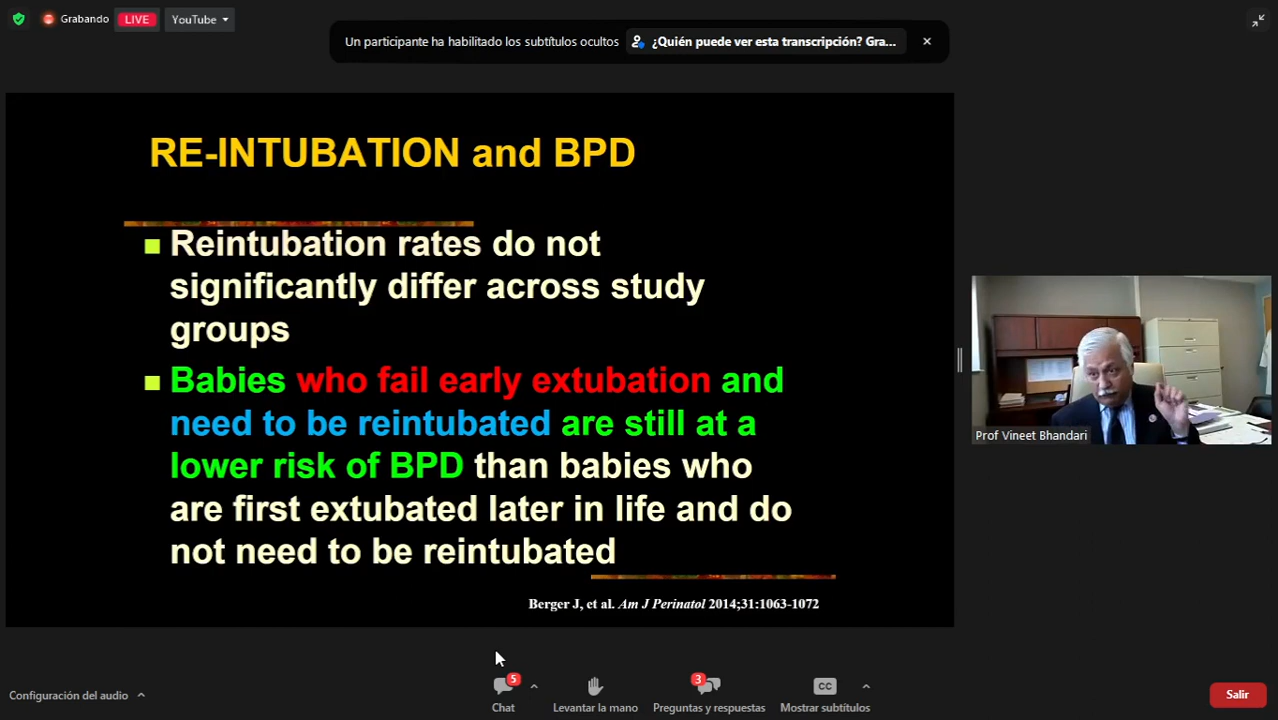 Grabando
LIVE
YouTube
Un participante ha habilitado los subtítulos ocultos
¿Quién puede ver esta transcripción? Gra...
RE-INTUBATION and BPD
Reintubation rates do not
significantly differ across study
groups
Babies who fail early extubation and
need to be reintubated are still at a
lower risk of BPD than babies who
are first extubated later in life and do
not need to be reintubated
Berger J, et al. Am J Perinatol 2014;31:1063-1072
Prof Vineet Bhandari
Configuración del audio
5
Chat
Levantar la mano
3
Preguntas y respuestas
CC
Mostrar subtítulos
Salir